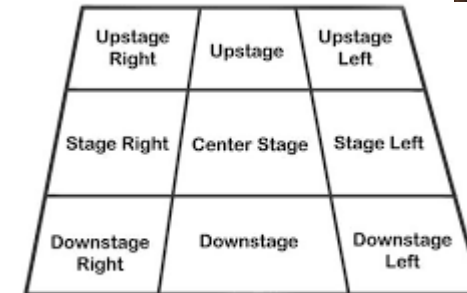 Upstage
Right
Upstage
Upstage
Left
Stage Right
Center Stage
Stage Left
Downstage
Right
Downstage
Downstage
Left